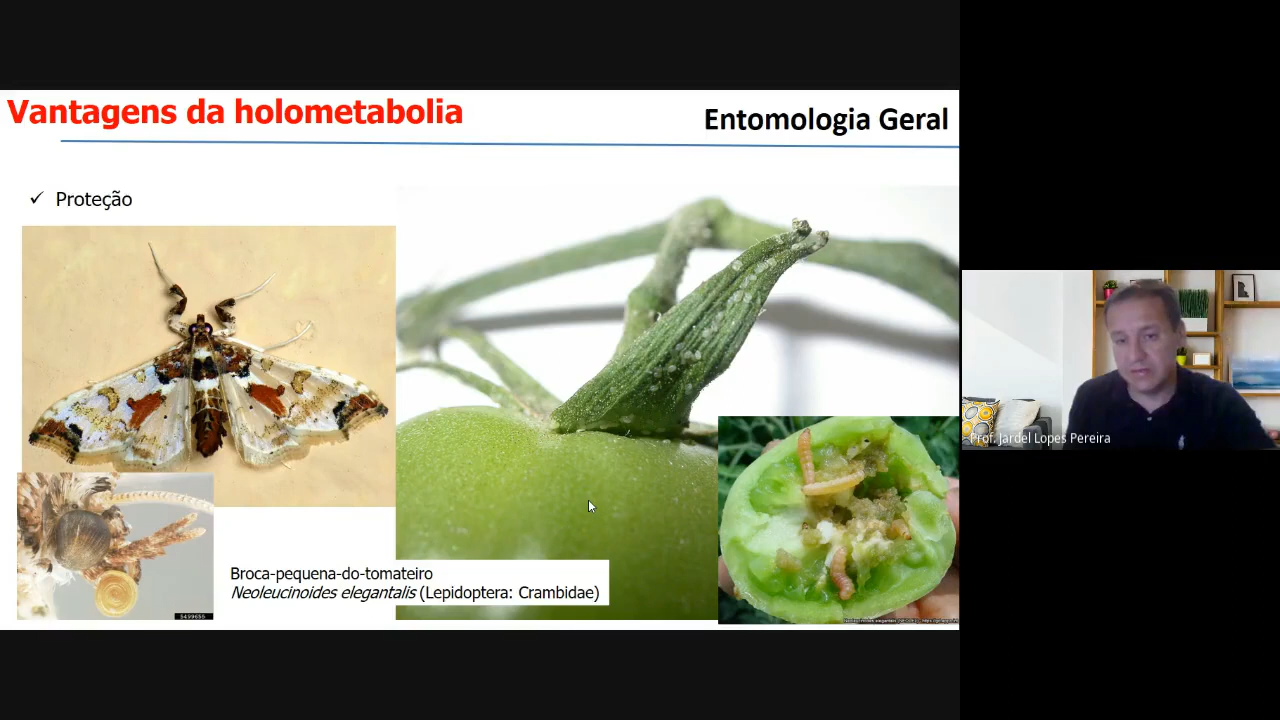 Vantagens da holometabolia
Entomologia Geral
✓ Proteção
Broca-pequena-do-tomateiro
Neoleucinoides elegantalis (Lepidoptera: Crambidae)
Prof. Jardel Lopes Pereira